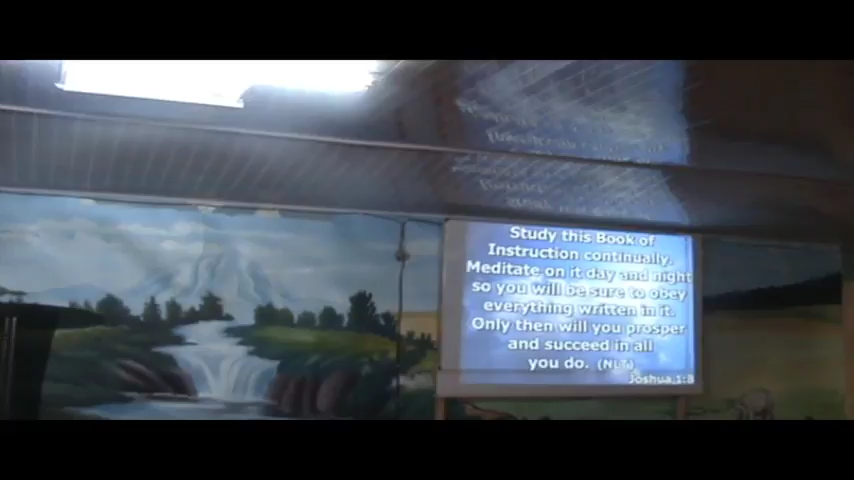 Study this Book of
Instruction continually.
Meditate on it day and night
so you will be sure to obey
everything written in it.
Only then will you prosper
and succeed in all
you do. (NLT)
Joshua 1:8